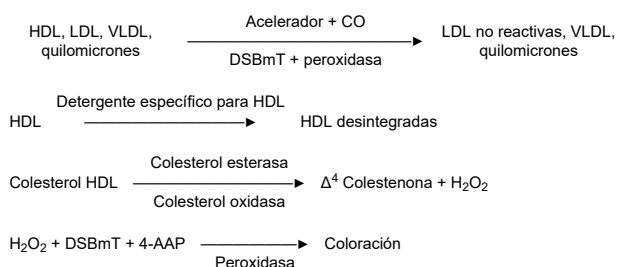 Acelerador + CO
HDL, LDL, VLDL, quilomicrones
LDL no reactivas, VLDL, quilomicrones
DSBmT + peroxidasa
Detergente específico para HDL
HDL
HDL desintegradas
Colesterol esterasa
Colesterol HDL
Δ⁴ Colestenona + H₂O₂
Colesterol oxidasa
H₂O₂ + DSBmT + 4-AAP
Coloración
Peroxidasa